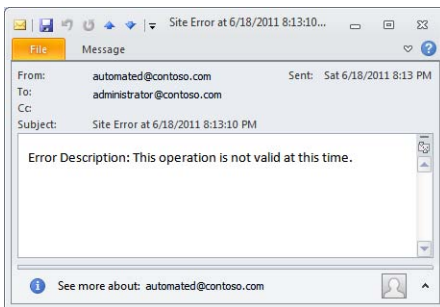 Site Error at 6/18/2011 8:13:10...
File Message
From: automated@contoso.com Sent: Sat 6/18/2011 8:13 PM
To: administrator@contoso.com
Cc:
Subject: Site Error at 6/18/2011 8:13:10 PM
Error Description: This operation is not valid at this time.
See more about: automated@contoso.com